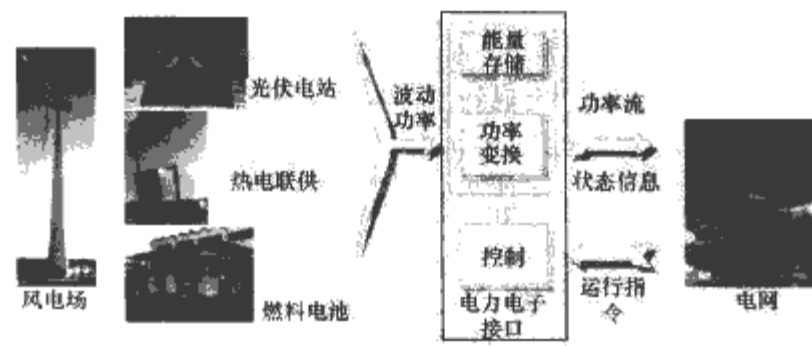 光伏电站
热电联供
风电场
燃料电池
波动
功率
能量
存储
功率
变换
控制
电力电子
接口
功率流
状态信息
运行指
令
电网